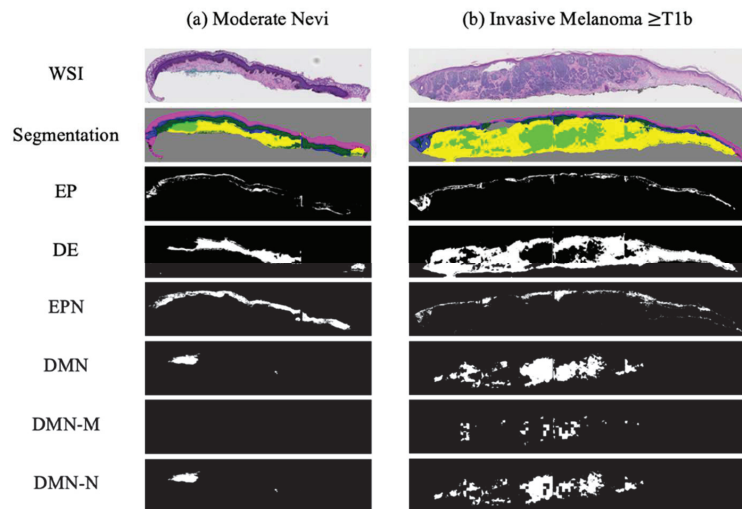 (a) Moderate Nevi (b) Invasive Melanoma ≥T1b
WSI
Segmentation
EP
DE
EPN
DMN
DMN-M
DMN-N